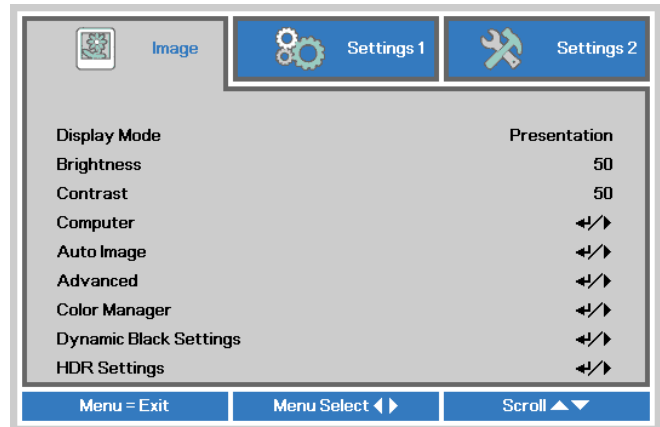 Image Settings 1 Settings 2
Display Mode Presentation
Brightness 50
Contrast 50
Computer ↵/▶
Auto Image ↵/▶
Advanced ↵/▶
Color Manager ↵/▶
Dynamic Black Settings ↵/▶
HDR Settings ↵/▶
Menu = Exit Menu Select ◀▶ Scroll ▲▼